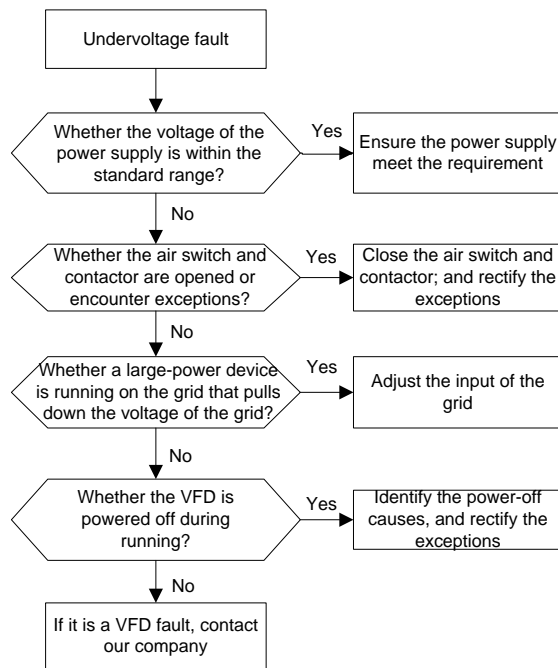 Undervoltage fault
Whether the voltage of the
power supply is within the
standard range?
Yes
Ensure the power supply
meet the requirement
No
Whether the air switch and
contactor are opened or
encounter exceptions?
Yes
Close the air switch and
contactor; and rectify the
exceptions
No
Whether a large-power device
is running on the grid that pulls
down the voltage of the grid?
Yes
Adjust the input of the
grid
No
Whether the VFD is
powered off during
running?
Yes
Identify the power-off
causes, and rectify the
exceptions
No
If it is a VFD fault, contact
our company